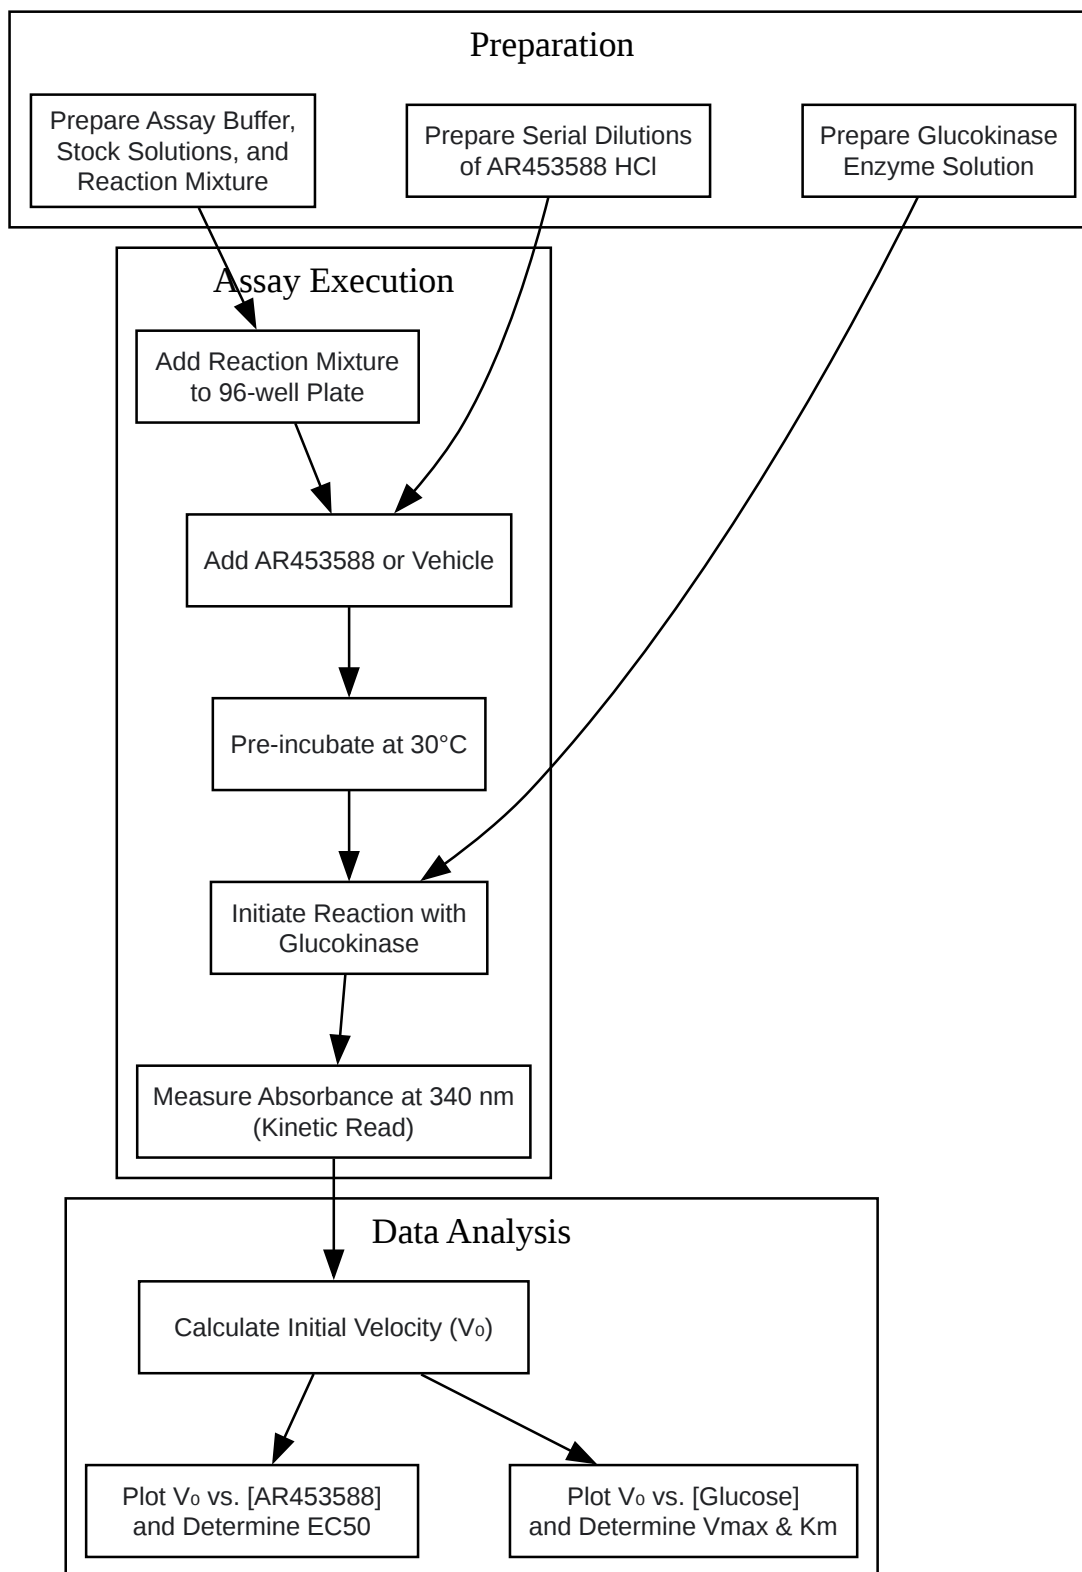 Preparation
Prepare Assay Buffer,
Stock Solutions, and
Reaction Mixture
Prepare Serial Dilutions
of AR453588 HCl
Prepare Glucokinase
Enzyme Solution
Assay Execution
Add Reaction Mixture
to 96-well Plate
Add AR453588 or Vehicle
Pre-incubate at 30°C
Initiate Reaction with
Glucokinase
Measure Absorbance at 340 nm
(Kinetic Read)
Data Analysis
Calculate Initial Velocity (V₀)
Plot V₀ vs. [AR453588]
and Determine EC50
Plot V₀ vs. [Glucose]
and Determine Vmax & Km